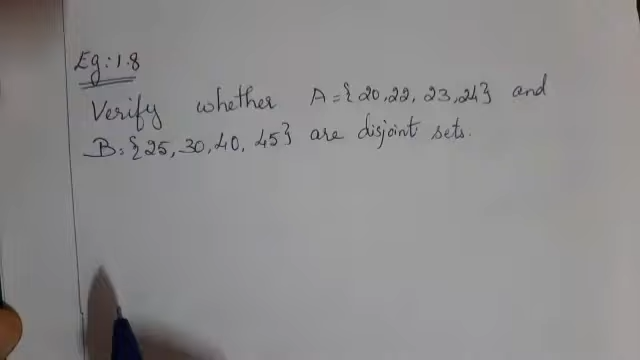 Eg:1.8
Verify whether A={20,22, 23,24} and
B={25, 30, 40, 45} are disjoint sets.